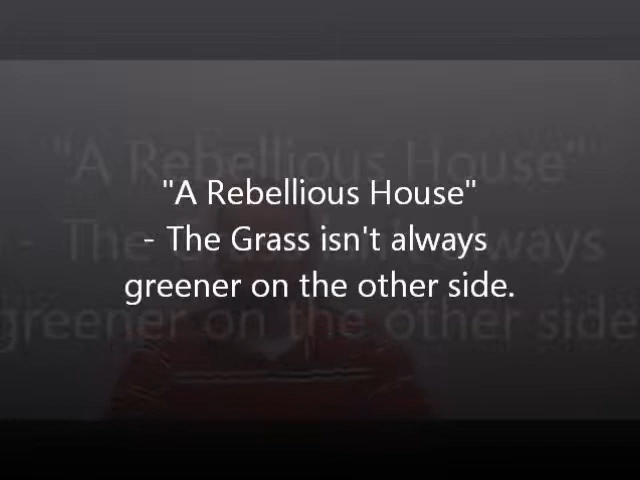 "A Rebellious House"
- The Grass isn't always
greener on the other side.